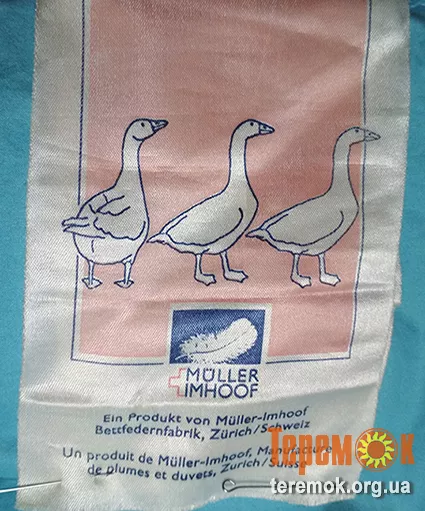 MÜLLER
IMHOOF
Ein Produkt von Müller-Imhoof
Bettfedernfabrik, Zürich/Schweiz
Un produit de Müller-Imhoof, Manufacture
de plumes et duvets, Zurich/Suisse
Теремок
teremok.org.ua